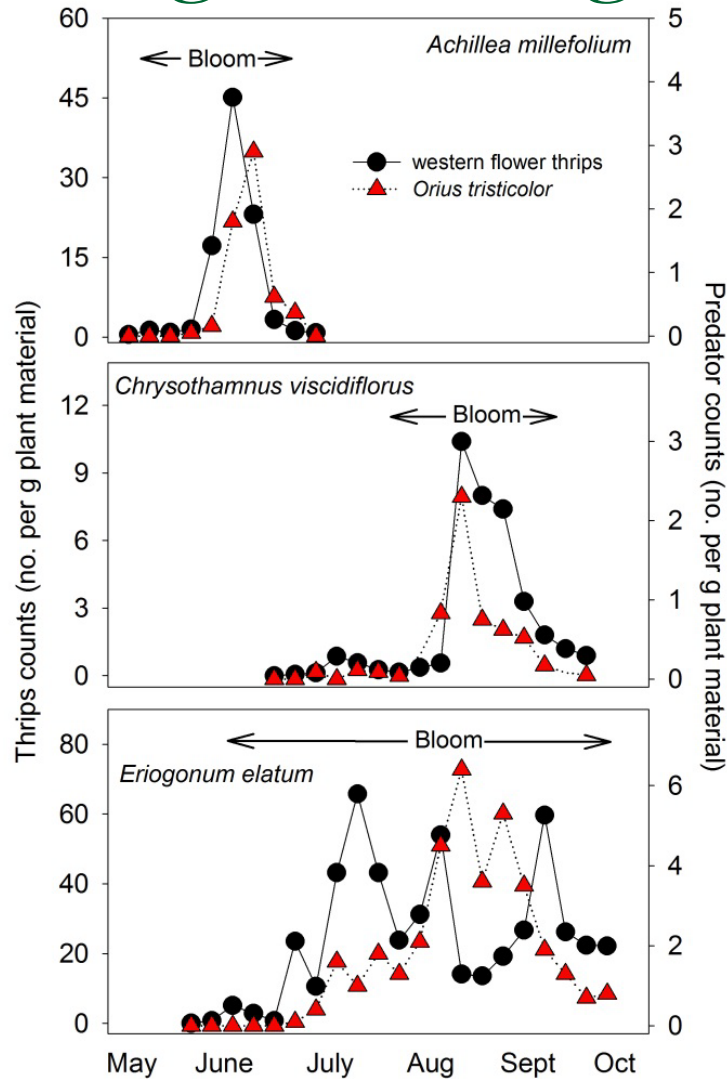 60
45
30
15
0
5
4
3
2
1
0
Bloom
Achillea millefolium
western flower thrips
Orius tristicolor
Thrips counts (no. per g plant material)
Predator counts (no. per g plant material)
12
9
6
3
0
3
2
1
0
Chrysothamnus viscidiflorus
Bloom
80
60
40
20
0
6
4
2
0
Bloom
Eriogonum elatum
May June July Aug Sept Oct